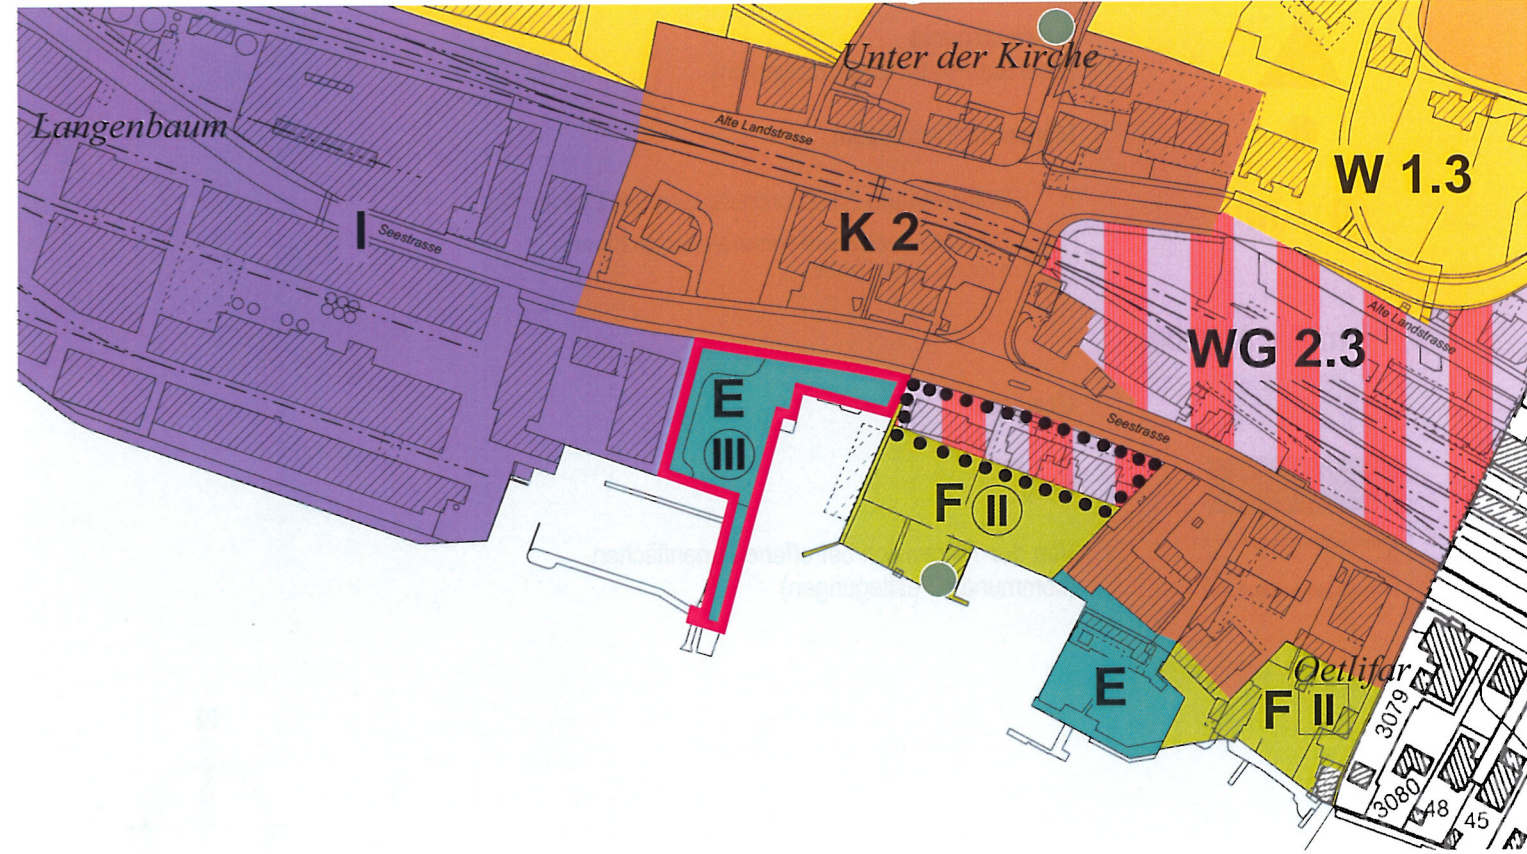 Unter der Kirche
Langenbaum
Alte Landstrasse
W 1.3
I
Seestrasse
K 2
Alte Landstrasse
WG 2.3
E
III
Seestrasse
F II
E
Oetlifar
F II
3079
3080
48
45